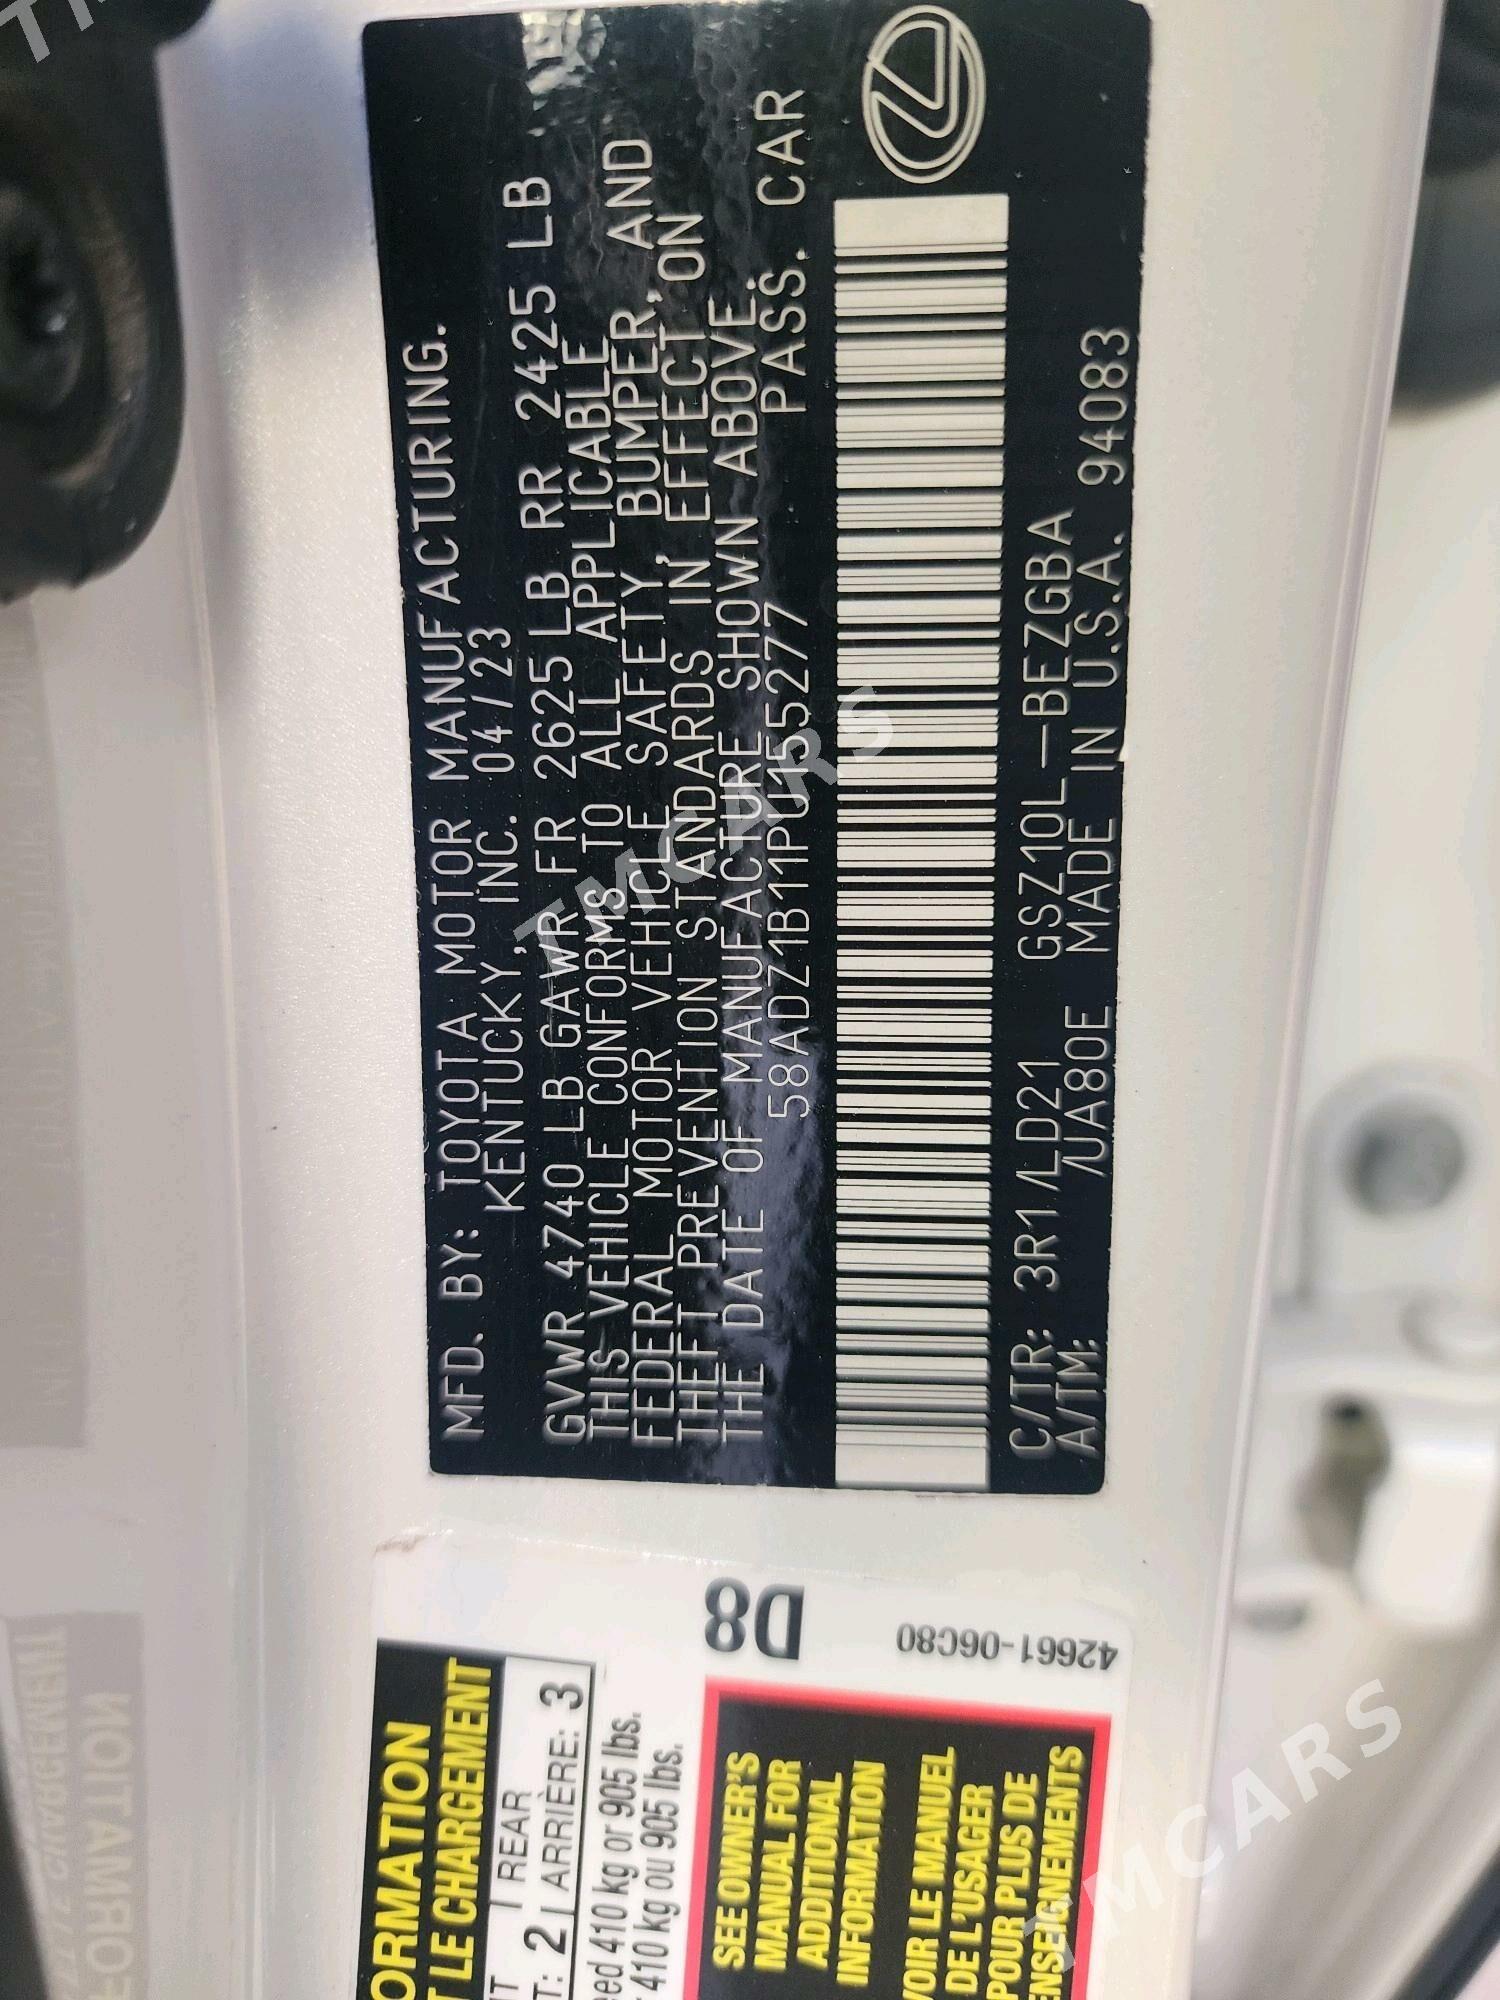 MFD. BY: TOYOTA MOTOR MANUFACTURING.
KENTUCKY, INC. 04/23
GVWR 4740 LB GAWR FR 2625 LB RR 2425 LB
THIS VEHICLE CONFORMS TO ALL APPLICABLE
FEDERAL MOTOR VEHICLE SAFETY, BUMPER, AND
THEFT PREVENTION STANDARDS IN EFFECT ON
THE DATE OF MANUFACTURE SHOWN ABOVE.
58ADZ1B11PU155277 PASS. CAR
C/TR: 3R1/LD21 GSZ10L-BEZGBA
A/TM: /UA80E MADE IN U.S.A. 94083
ORMATION
T LE CHARGEMENT
REAR
2 ARRIÈRE: 3
410 kg or 905 lbs.
410 kg ou 905 lbs.
D8
42661-06C80
SEE OWNER'S
MANUAL FOR
ADDITIONAL
INFORMATION
VOIR LE MANUEL
DE L'USAGER
POUR PLUS DE
ENSEIGNEMENTS
TMCARS
TMCARS